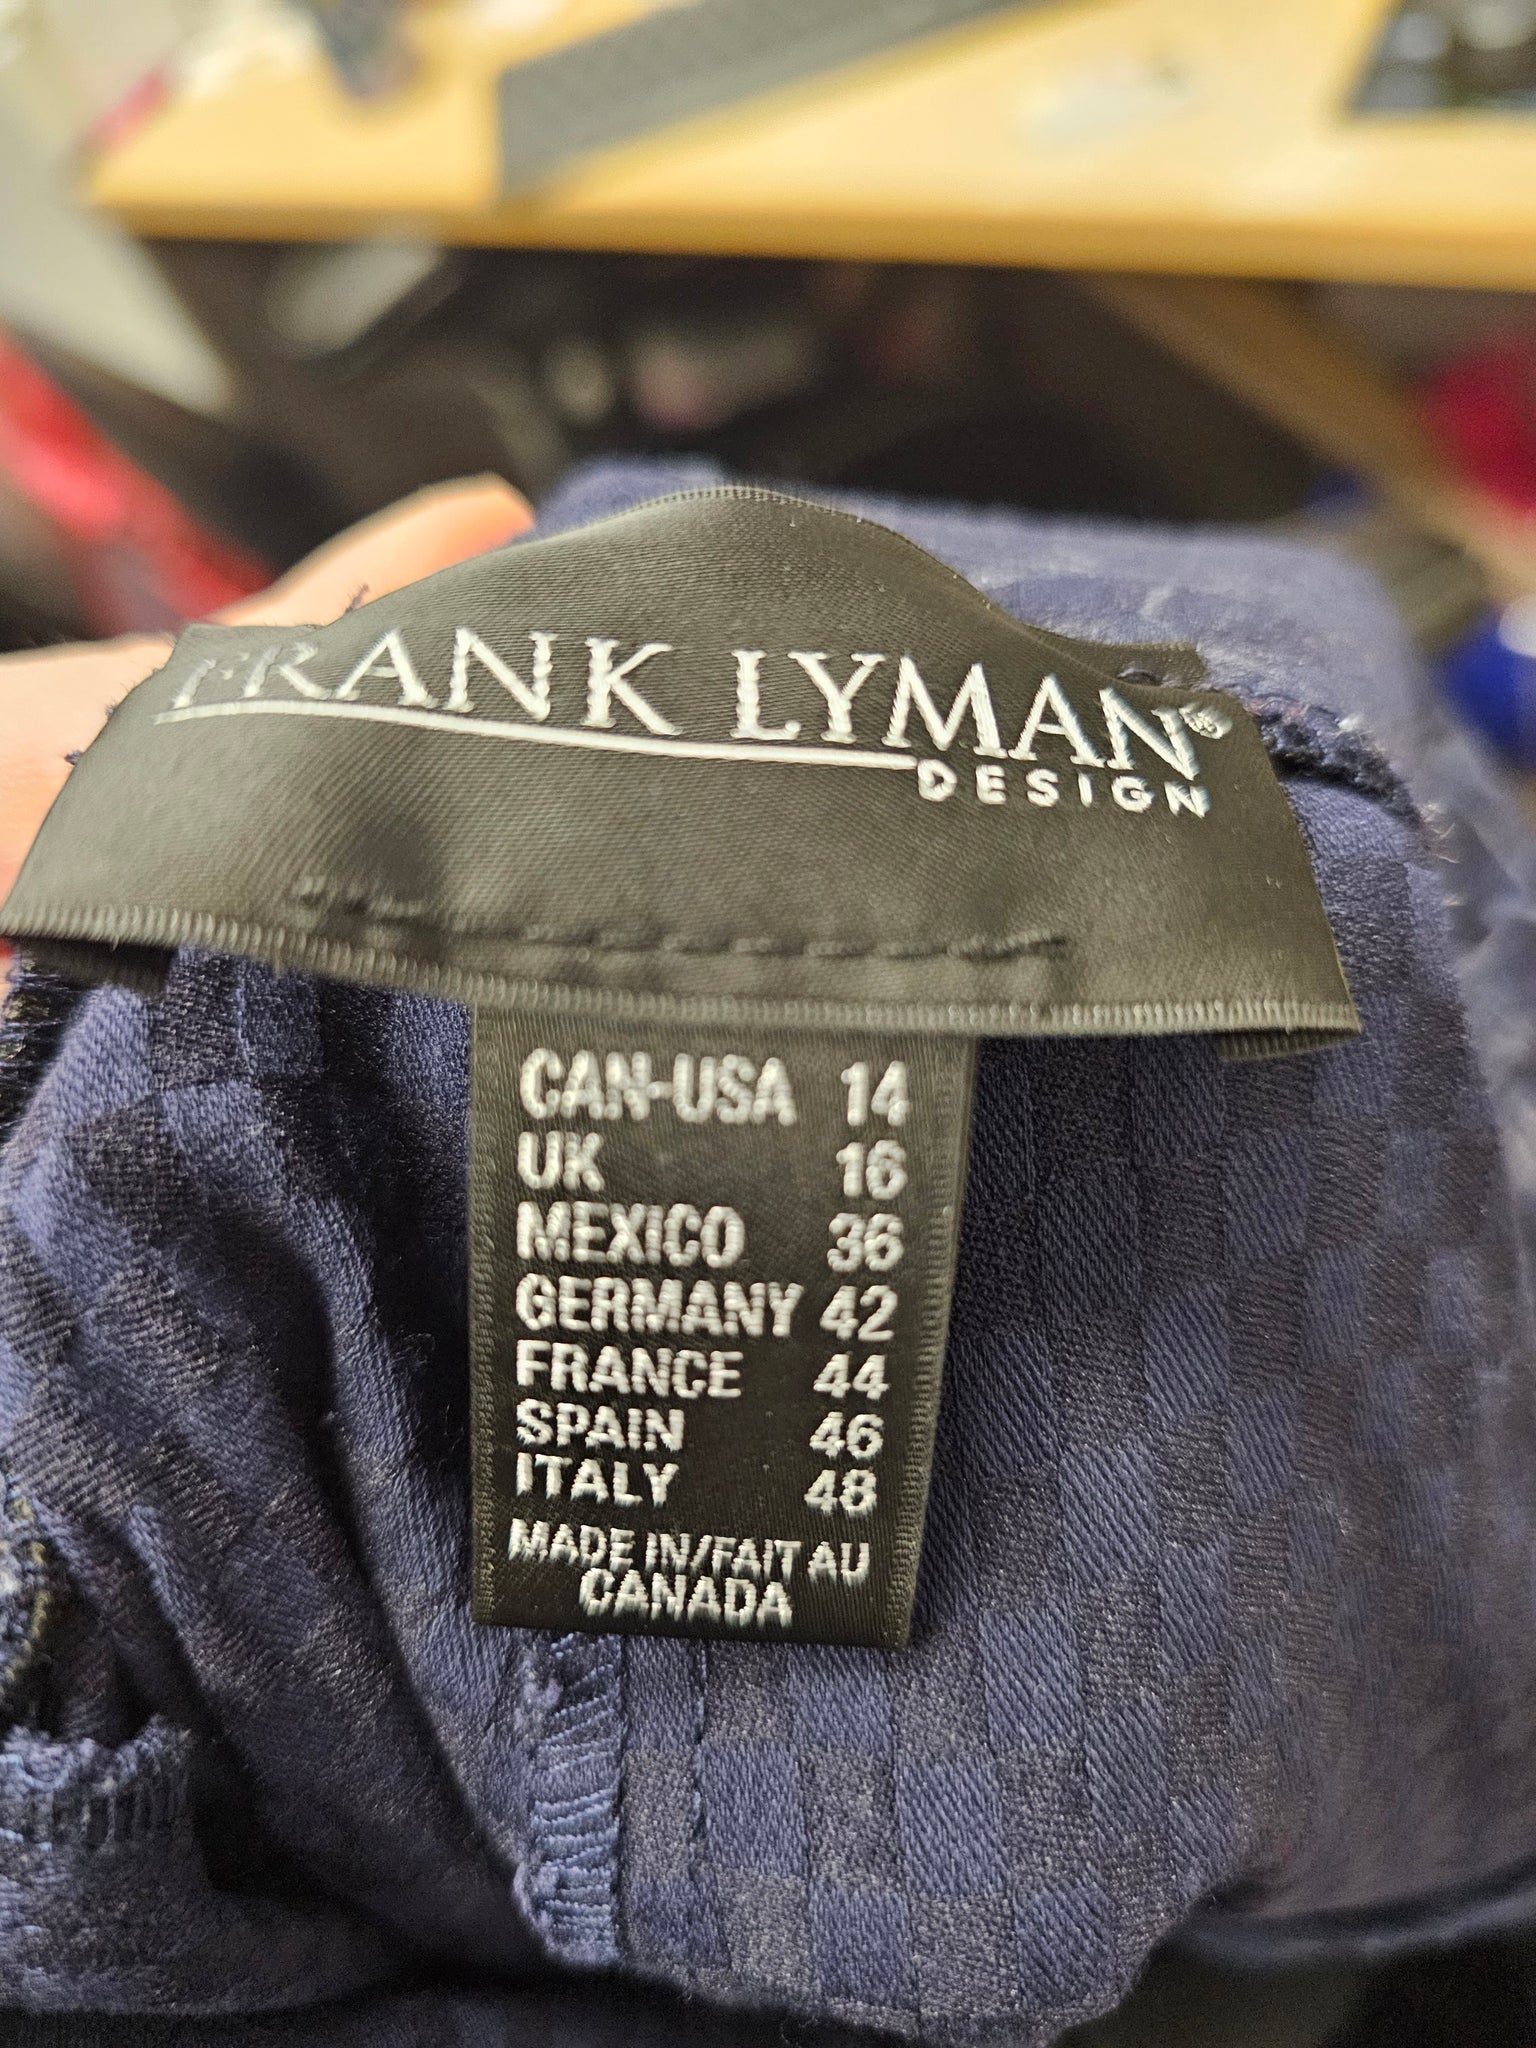 FRANK LYMAN®
DESIGN
CAN-USA 14
UK 16
MEXICO 36
GERMANY 42
FRANCE 44
SPAIN 46
ITALY 48
MADE IN/FAIT AU
CANADA